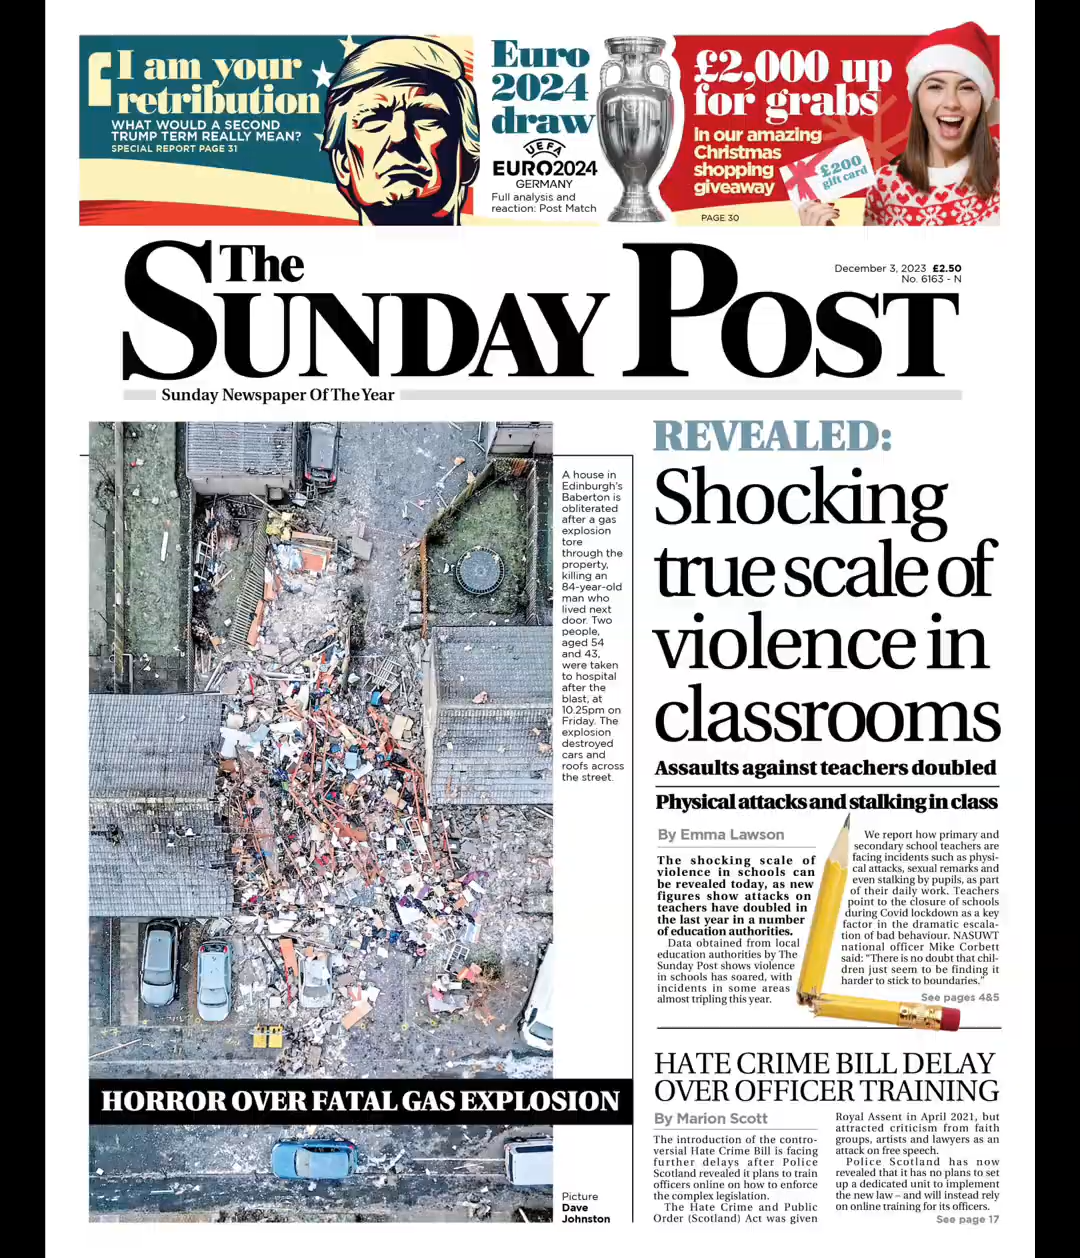 ‘I am your
retribution
WHAT WOULD A SECOND
TRUMP TERM REALLY MEAN?
SPECIAL REPORT PAGE 31
Euro
2024
draw
UEFA
EURO2024
GERMANY
Full analysis and
reaction: Post Match
£2,000 up
for grabs
In our amazing
Christmas
shopping
giveaway
PAGE 30
£200
gift card
The
SUNDAY POST
December 3, 2023 £2.50
No. 6163 - N
Sunday Newspaper Of The Year
A house in
Edinburgh's
Baberton is
obliterated
after a gas
explosion
tore
through the
property,
killing an
84-year-old
man who
lived next
door. Two
people,
aged 54
and 43,
were taken
to hospital
after the
blast, at
10.25pm on
Friday. The
explosion
destroyed
cars and
roofs across
the street.
HORROR OVER FATAL GAS EXPLOSION
Picture
Dave
Johnston
REVEALED:
Shocking
true scale of
violence in
classrooms
Assaults against teachers doubled
Physical attacks and stalking in class
By Emma Lawson
The shocking scale of
violence in schools can
be revealed today, as new
figures show attacks on
teachers have doubled in
the last year in a number
of education authorities.
Data obtained from local
education authorities by The
Sunday Post shows violence
in schools has soared, with
incidents in some areas
almost tripling this year.
We report how primary and
secondary school teachers are
facing incidents such as physi-
cal attacks, sexual remarks and
even stalking by pupils, as part
of their daily work. Teachers
point to the closure of schools
during Covid lockdown as a key
factor in the dramatic escala-
tion of bad behaviour. NASUWT
national officer Mike Corbett
said: "There is no doubt that chil-
dren just seem to be finding it
harder to stick to boundaries."
See pages 4&5
HATE CRIME BILL DELAY
OVER OFFICER TRAINING
By Marion Scott
The introduction of the contro-
versial Hate Crime Bill is facing
further delays after Police
Scotland revealed it plans to train
officers online on how to enforce
the complex legislation.
The Hate Crime and Public
Order (Scotland) Act was given
Royal Assent in April 2021, but
attracted criticism from faith
groups, artists and lawyers as an
attack on free speech.
Police Scotland has now
revealed that it has no plans to set
up a dedicated unit to implement
the new law – and will instead rely
on online training for its officers.
See page 17